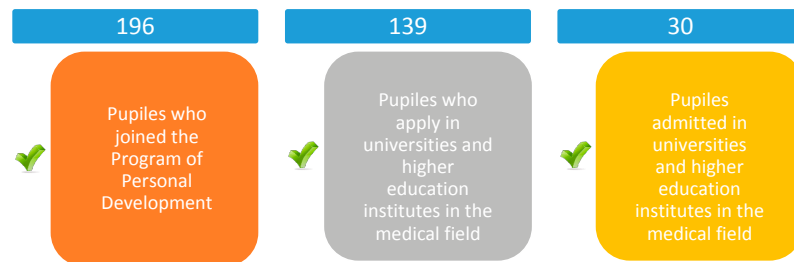 196
Pupiles who
joined the
Program of
Personal
Development
139
Pupiles who
apply in
universities and
higher
education
institutes in the
medical field
30
Pupiles
admitted in
universities
and higher
education
institutes in the
medical field